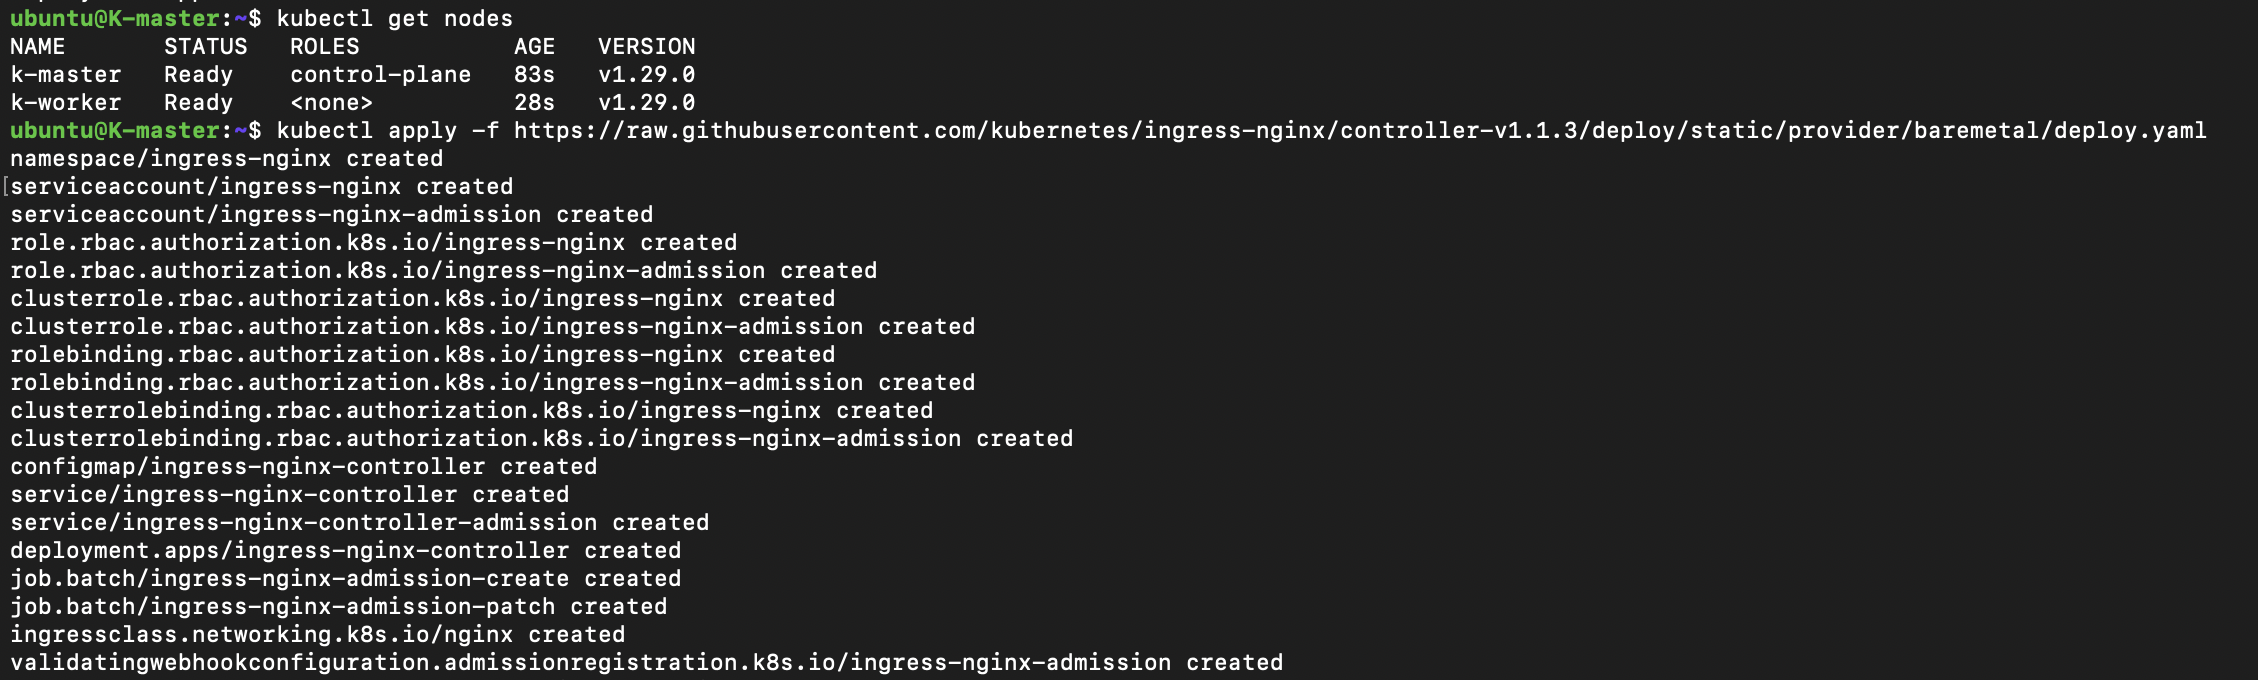 ubuntu@K-master:~$ kubectl get nodes
NAME       STATUS   ROLES           AGE   VERSION
k-master   Ready    control-plane   83s   v1.29.0
k-worker   Ready    <none>          28s   v1.29.0
ubuntu@K-master:~$ kubectl apply -f https://raw.githubusercontent.com/kubernetes/ingress-nginx/controller-v1.1.3/deploy/static/provider/baremetal/deploy.yaml
namespace/ingress-nginx created
[serviceaccount/ingress-nginx created
serviceaccount/ingress-nginx-admission created
role.rbac.authorization.k8s.io/ingress-nginx created
role.rbac.authorization.k8s.io/ingress-nginx-admission created
clusterrole.rbac.authorization.k8s.io/ingress-nginx created
clusterrole.rbac.authorization.k8s.io/ingress-nginx-admission created
rolebinding.rbac.authorization.k8s.io/ingress-nginx created
rolebinding.rbac.authorization.k8s.io/ingress-nginx-admission created
clusterrolebinding.rbac.authorization.k8s.io/ingress-nginx created
clusterrolebinding.rbac.authorization.k8s.io/ingress-nginx-admission created
configmap/ingress-nginx-controller created
service/ingress-nginx-controller created
service/ingress-nginx-controller-admission created
deployment.apps/ingress-nginx-controller created
job.batch/ingress-nginx-admission-create created
job.batch/ingress-nginx-admission-patch created
ingressclass.networking.k8s.io/nginx created
validatingwebhookconfiguration.admissionregistration.k8s.io/ingress-nginx-admission created